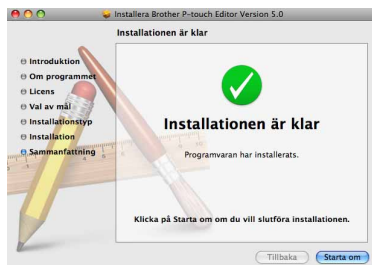 Installera Brother P-touch Editor Version 5.0
Installationen är klar
Introduktion
Om programmet
Licens
Val av mål
Installationstyp
Installation
Sammanfattning
Installationen är klar
Programvaran har installerats.
Klicka på Starta om om du vill slutföra installationen.
Tillbaka
Starta om